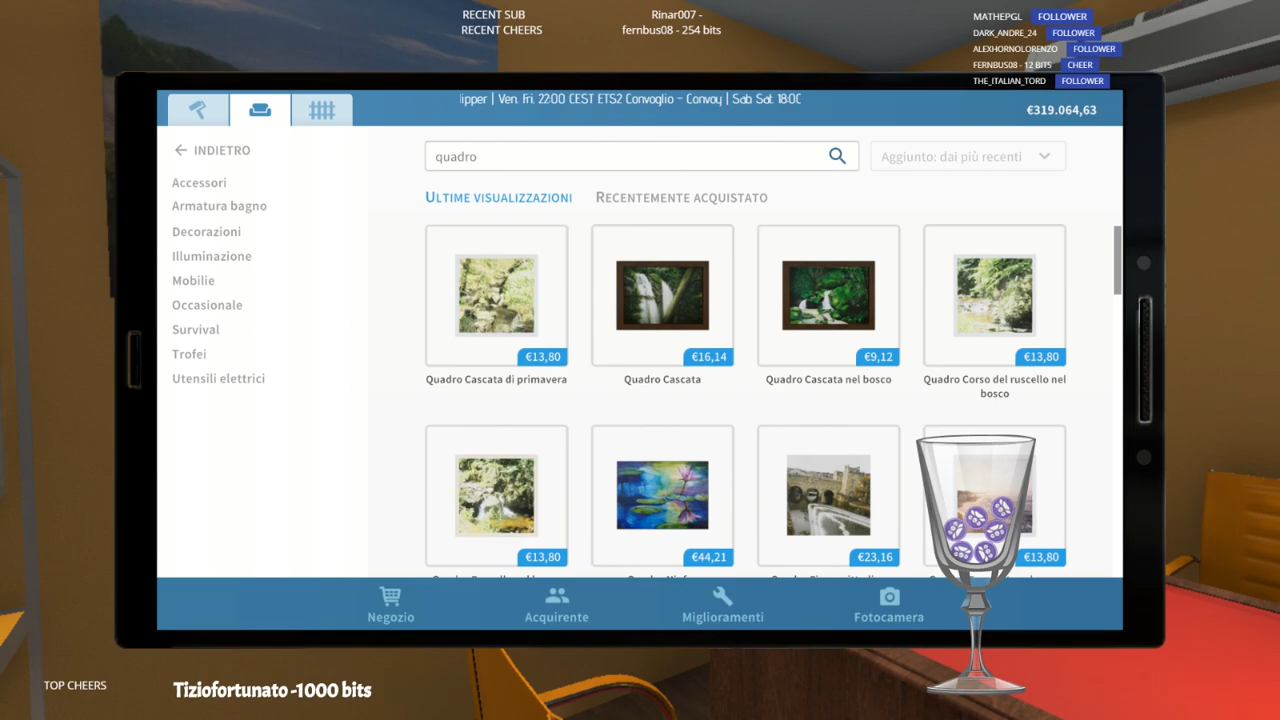 RECENT SUB
Rinar007 -
RECENT CHEERS
fernbus08 - 254 bits
MATHEPGL FOLLOWER
DARK_ANDRE_24 FOLLOWER
ALEXHORNOLORENZO FOLLOWER
FERNBUS08 - 12 BITS CHEER
THE_ITALIAN_TORD FOLLOWER
ipper | Ven. Fri. 22:00 CEST ETS2 Convoglio - Convoy | Sab Sat. 18:00
€319.064,63
INDIETRO
Accessori
Armatura bagno
Decorazioni
Illuminazione
Mobilie
Occasionale
Survival
Trofei
Utensili elettrici
quadro
Aggiunto: dai più recenti
ULTIME VISUALIZZAZIONI
RECENTEMENTE ACQUISTATO
€13,80
€16,14
€9,12
€13,80
Quadro Cascata di primavera
Quadro Cascata
Quadro Cascata nel bosco
Quadro Corso del ruscello nel
bosco
€13,80
€44,21
€23,16
€13,80
Negozio
Acquirente
Miglioramenti
Fotocamera
TOP CHEERS
Tiziofortunato -1000 bits